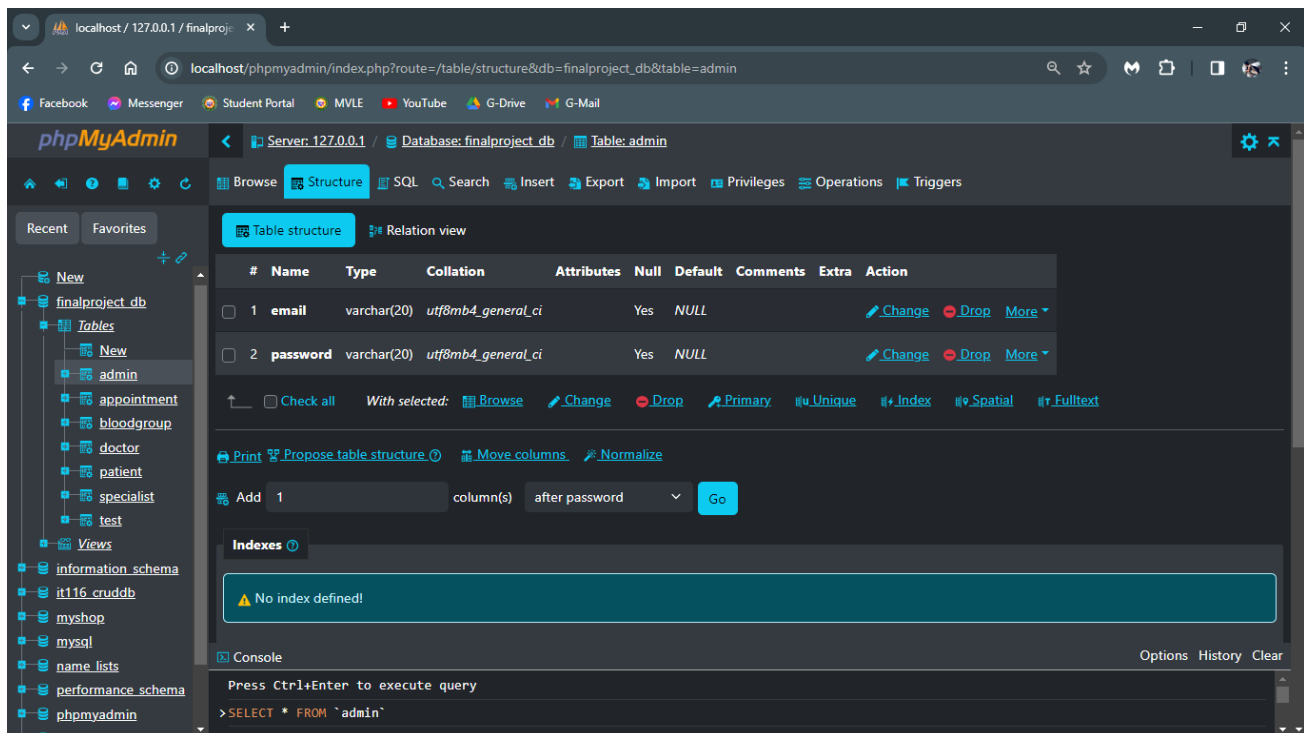 localhost / 127.0.0.1 / finalproje
localhost/phpmyadmin/index.php?route=/table/structure&db=finalproject_db&table=admin
Facebook Messenger Student Portal MVLE YouTube G-Drive G-Mail
phpMyAdmin
Recent Favorites
New
finalproject_db
Tables
New
admin
appointment
bloodgroup
doctor
patient
specialist
test
Views
information_schema
it116_cruddb
myshop
mysql
name_lists
performance_schema
phpmyadmin
Server: 127.0.0.1 / Database: finalproject_db / Table: admin
Browse Structure SQL Search Insert Export Import Privileges Operations Triggers
Table structure Relation view
# Name Type Collation Attributes Null Default Comments Extra Action
1 email varchar(20) utf8mb4_general_ci Yes NULL Change Drop More
2 password varchar(20) utf8mb4_general_ci Yes NULL Change Drop More
Check all With selected: Browse Change Drop Primary Unique Index Spatial Fulltext
Print Propose table structure Move columns Normalize
Add 1 column(s) after password Go
Indexes
No index defined!
Console Options History Clear
Press Ctrl+Enter to execute query
>SELECT * FROM `admin`